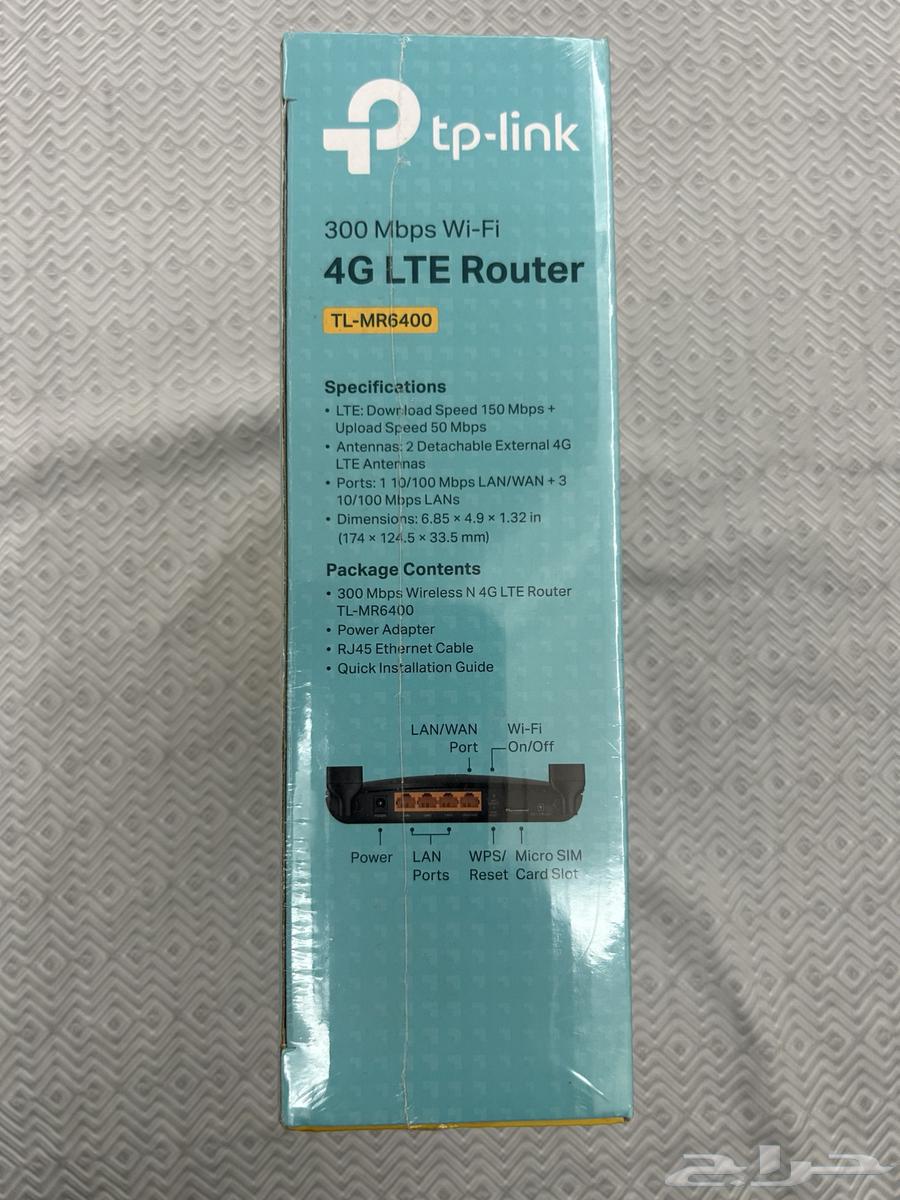 tp-link
300 Mbps Wi-Fi
4G LTE Router
TL-MR6400
Specifications
• LTE: Download Speed 150 Mbps +
Upload Speed 50 Mbps
• Antennas: 2 Detachable External 4G
LTE Antennas
• Ports: 1 10/100 Mbps LAN/WAN + 3
10/100 Mbps LANs
• Dimensions: 6.85 × 4.9 × 1.32 in
(174 × 124.5 × 33.5 mm)
Package Contents
• 300 Mbps Wireless N 4G LTE Router
TL-MR6400
• Power Adapter
• RJ45 Ethernet Cable
• Quick Installation Guide
LAN/WAN
Port
Wi-Fi
On/Off
Power
LAN
Ports
WPS/
Reset
Micro SIM
Card Slot
حراج